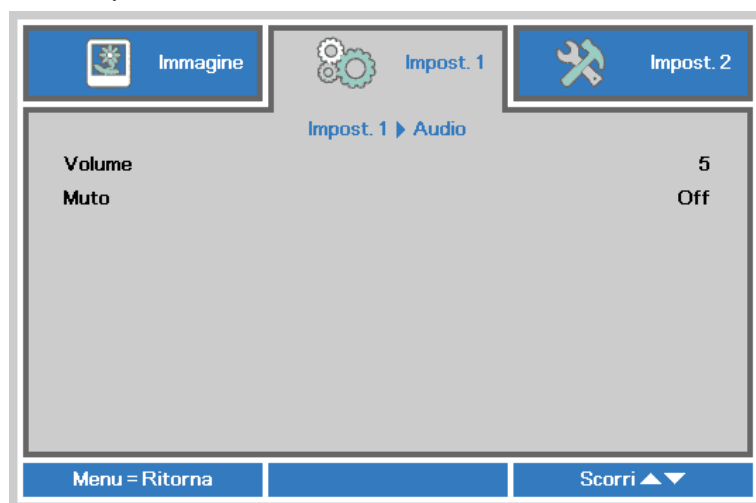 Immagine
Impost. 1
Impost. 2
Impost. 1 Audio
Volume 5
Muto Off
Menu = Ritorna
Scorri